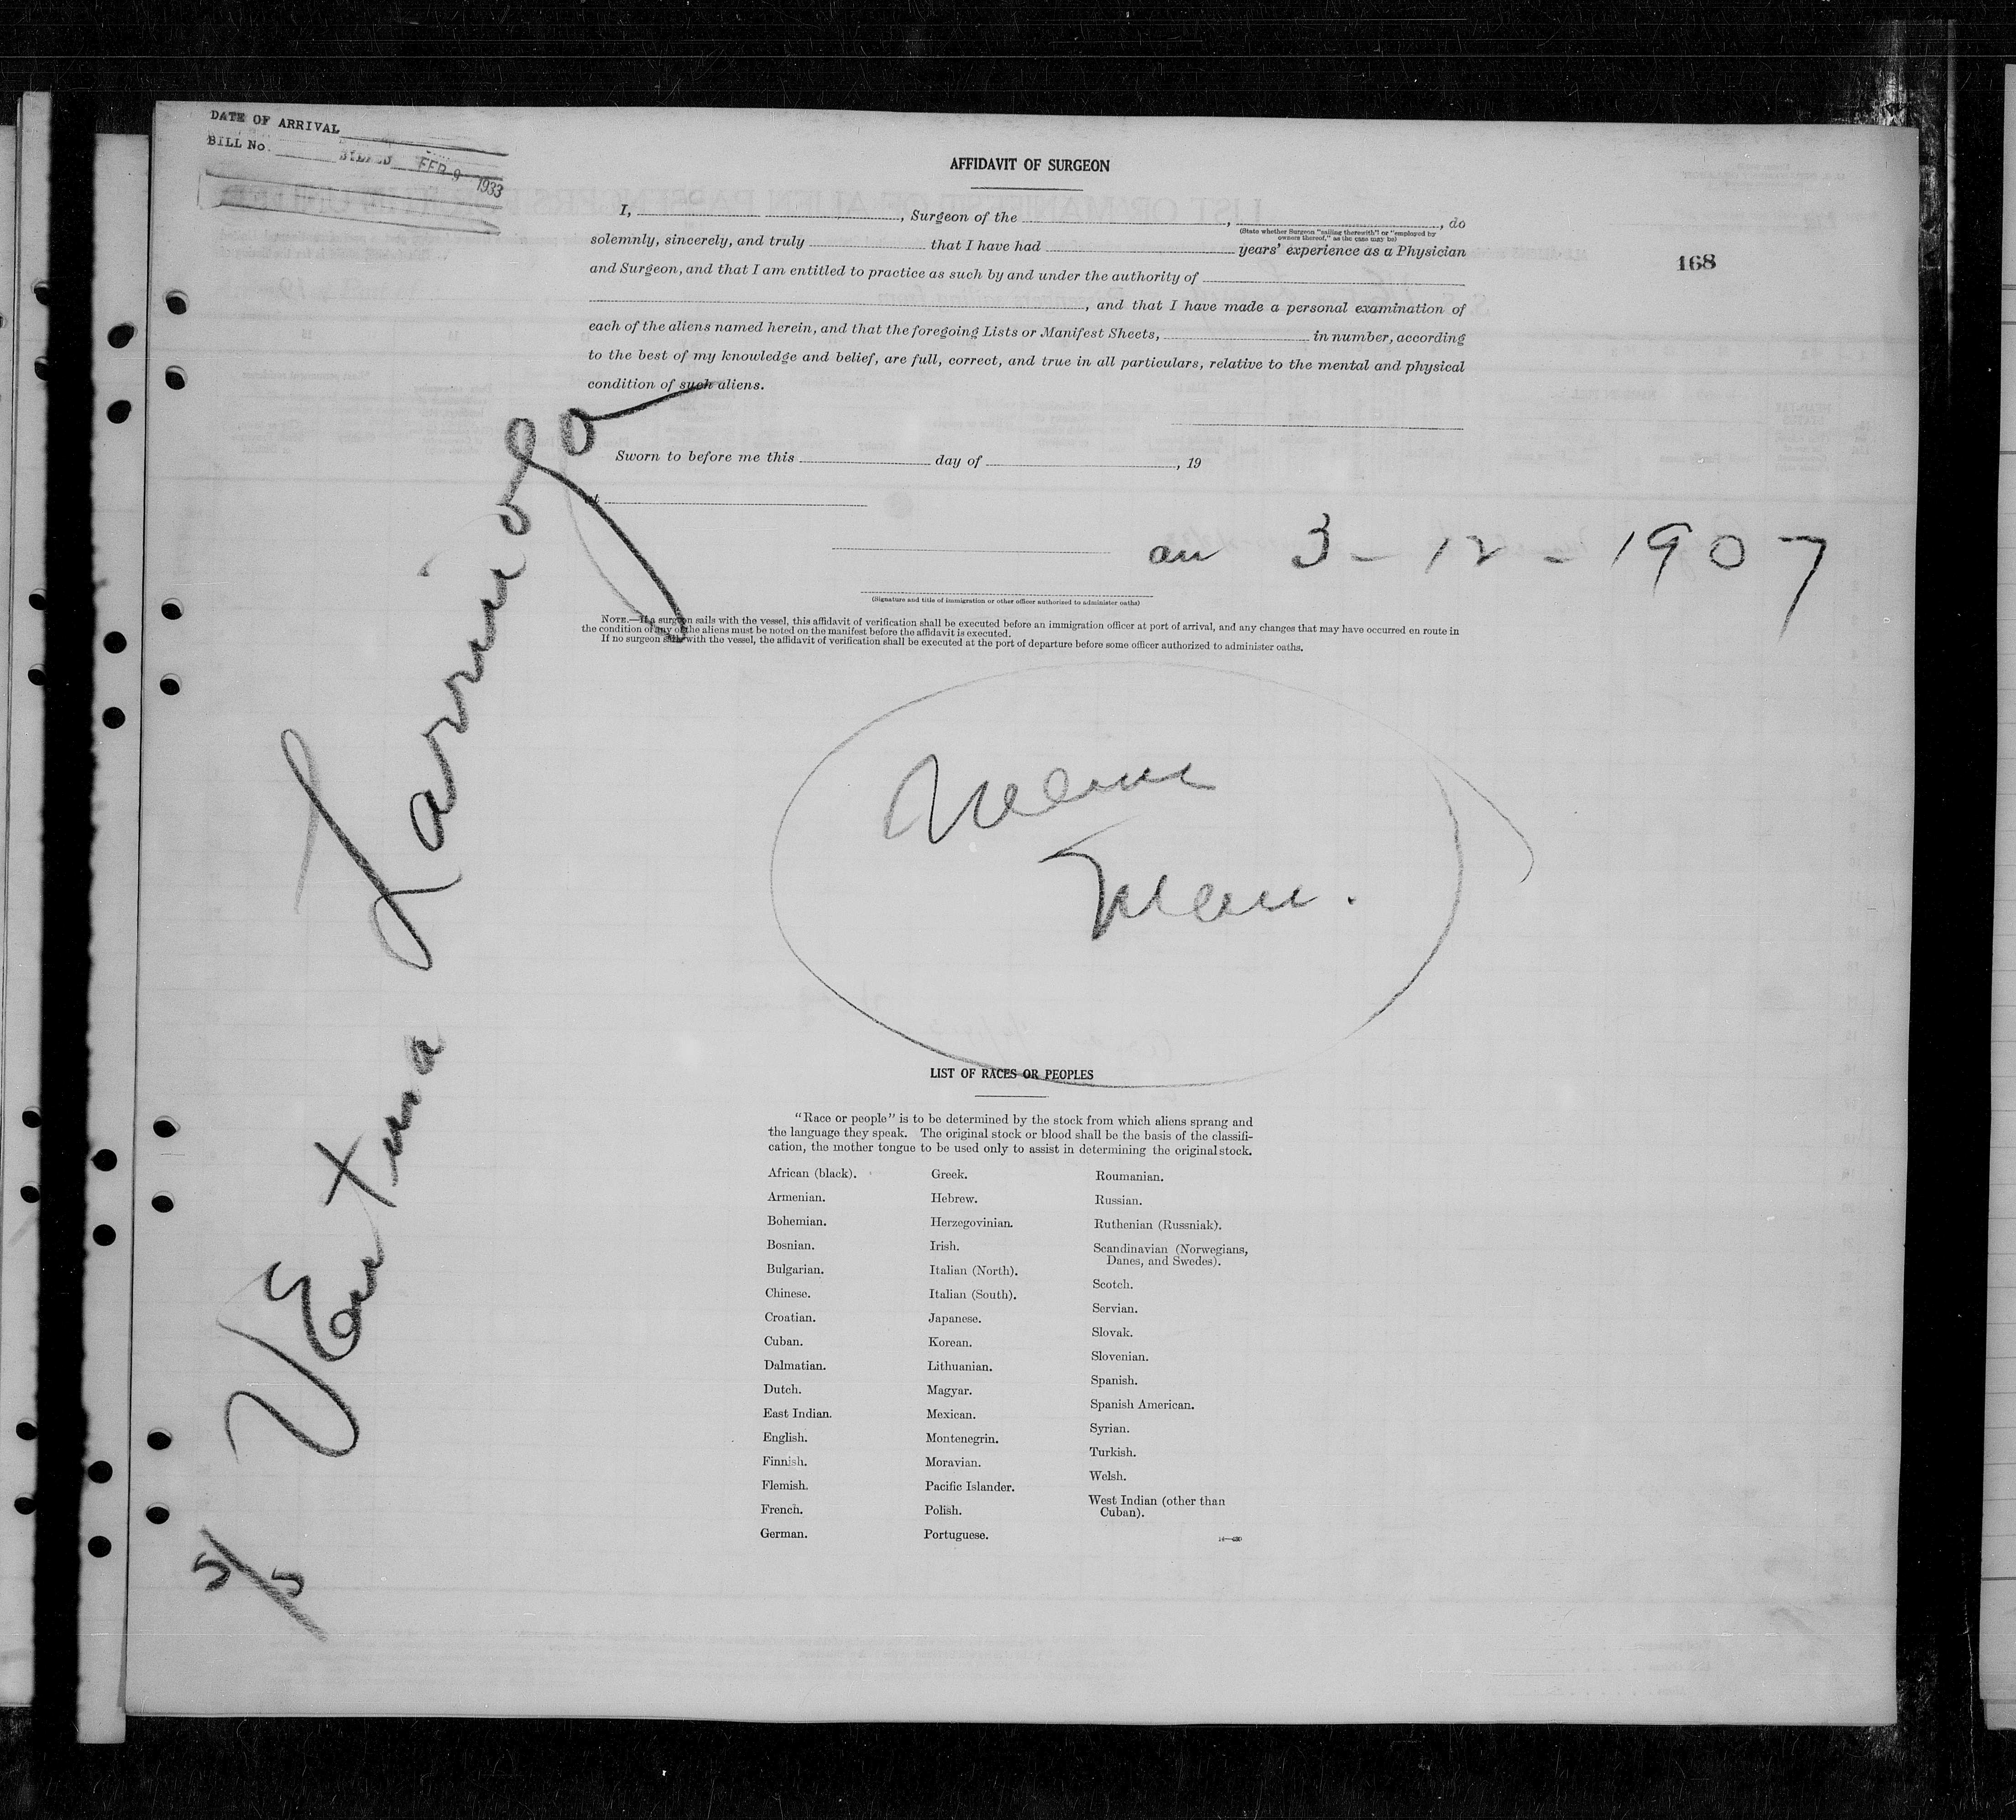 DATE OF ARRIVAL
BILL No.
FEB 9 1933
AFFIDAVIT OF SURGEON
I, , Surgeon of the , , do
(State whether Surgeon "sailing therewith" or "employed by
owners thereof," as the case may be)
solemnly, sincerely, and truly that I have had years' experience as a Physician
168
and Surgeon, and that I am entitled to practice as such by and under the authority of
, and that I have made a personal examination of
each of the aliens named herein, and that the foregoing Lists or Manifest Sheets, in number, according
to the best of my knowledge and belief, are full, correct, and true in all particulars, relative to the mental and physical
condition of such aliens.
Sworn to before me this day of , 19
at
3 - 12 - 1907
(Signature and title of immigration or other officer authorized to administer oaths)
NOTE.—If a surgeon sails with the vessel, this affidavit of verification shall be executed before an immigration officer at port of arrival, and any changes that may have occurred en route in
the condition of any of the aliens must be noted on the manifest before the affidavit is executed.
If no surgeon sails with the vessel, the affidavit of verification shall be executed at the port of departure before some officer authorized to administer oaths.
Larrinaga
5/5
LIST OF RACES OR PEOPLES
"Race or people" is to be determined by the stock from which aliens sprang and
the language they speak. The original stock or blood shall be the basis of the classifi-
cation, the mother tongue to be used only to assist in determining the original stock.
African (black).
Armenian.
Bohemian.
Bosnian.
Bulgarian.
Chinese.
Croatian.
Cuban.
Dalmatian.
Dutch.
East Indian.
English.
Finnish.
Flemish.
French.
German.
Greek.
Hebrew.
Herzegovinian.
Irish.
Italian (North).
Italian (South).
Japanese.
Korean.
Lithuanian.
Magyar.
Mexican.
Montenegrin.
Moravian.
Pacific Islander.
Polish.
Portuguese.
Roumanian.
Russian.
Ruthenian (Russniak).
Scandinavian (Norwegians,
Danes, and Swedes).
Scotch.
Servian.
Slovak.
Slovenian.
Spanish.
Spanish American.
Syrian.
Turkish.
Welsh.
West Indian (other than
Cuban).